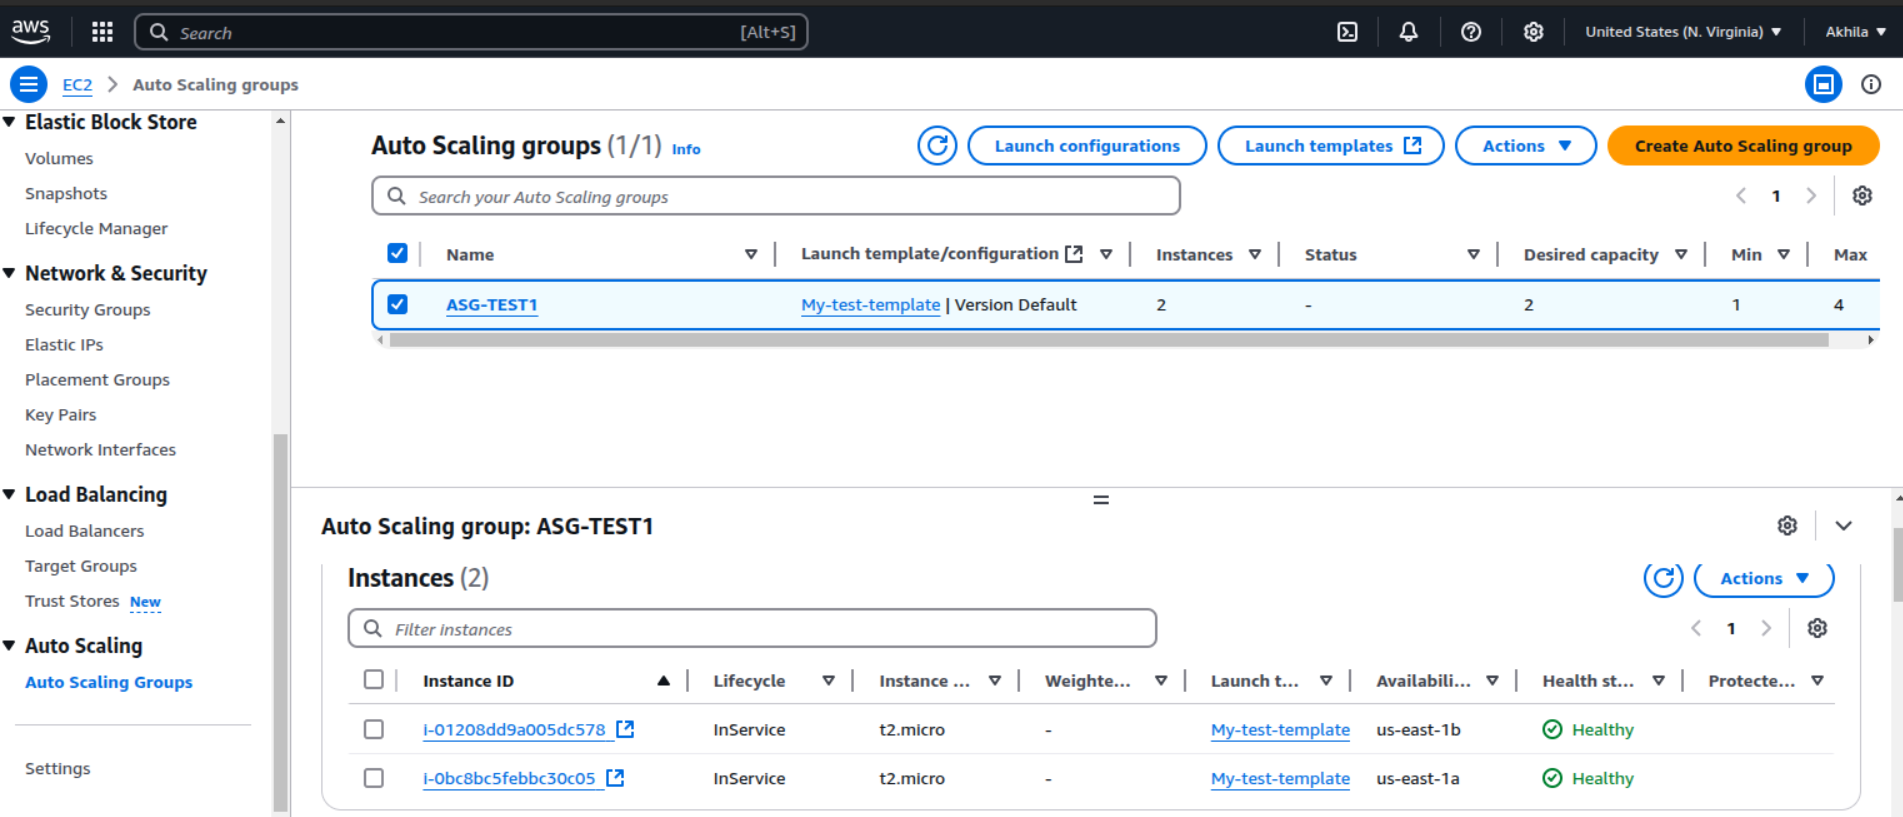 aws
Search [Alt+S] United States (N. Virginia) Akhila
EC2 Auto Scaling groups
Elastic Block Store
Volumes
Snapshots
Lifecycle Manager
Network & Security
Security Groups
Elastic IPs
Placement Groups
Key Pairs
Network Interfaces
Load Balancing
Load Balancers
Target Groups
Trust Stores New
Auto Scaling
Auto Scaling Groups
Settings
Auto Scaling groups (1/1) Info Launch configurations Launch templates Actions Create Auto Scaling group
Search your Auto Scaling groups 1
Name Launch template/configuration Instances Status Desired capacity Min Max
ASG-TEST1 My-test-template | Version Default 2 - 2 1 4
Auto Scaling group: ASG-TEST1
Instances (2) Actions
Filter instances 1
Instance ID Lifecycle Instance ... Weighte... Launch t... Availabili... Health st... Protecte...
i-01208dd9a005dc578 InService t2.micro - My-test-template us-east-1b Healthy
i-0bc8bc5febbc30c05 InService t2.micro - My-test-template us-east-1a Healthy